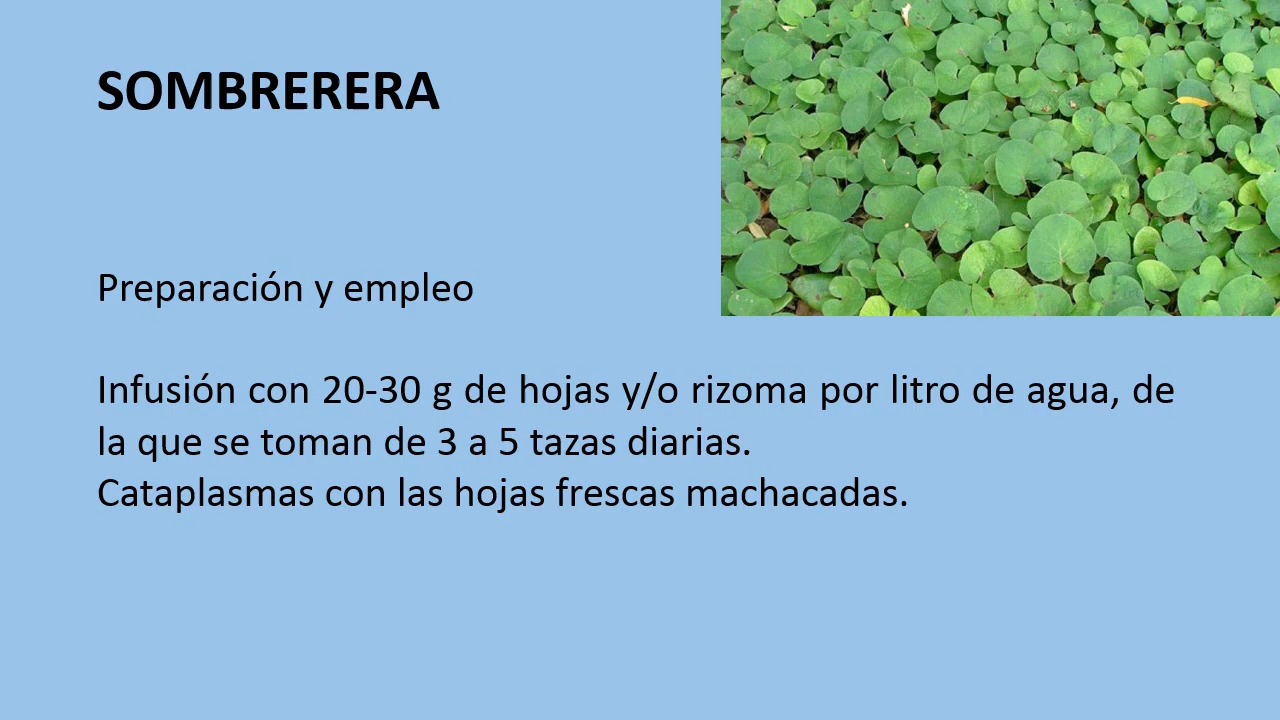 SOMBRERERA
Preparación y empleo
Infusión con 20-30 g de hojas y/o rizoma por litro de agua, de
la que se toman de 3 a 5 tazas diarias.
Cataplasmas con las hojas frescas machacadas.